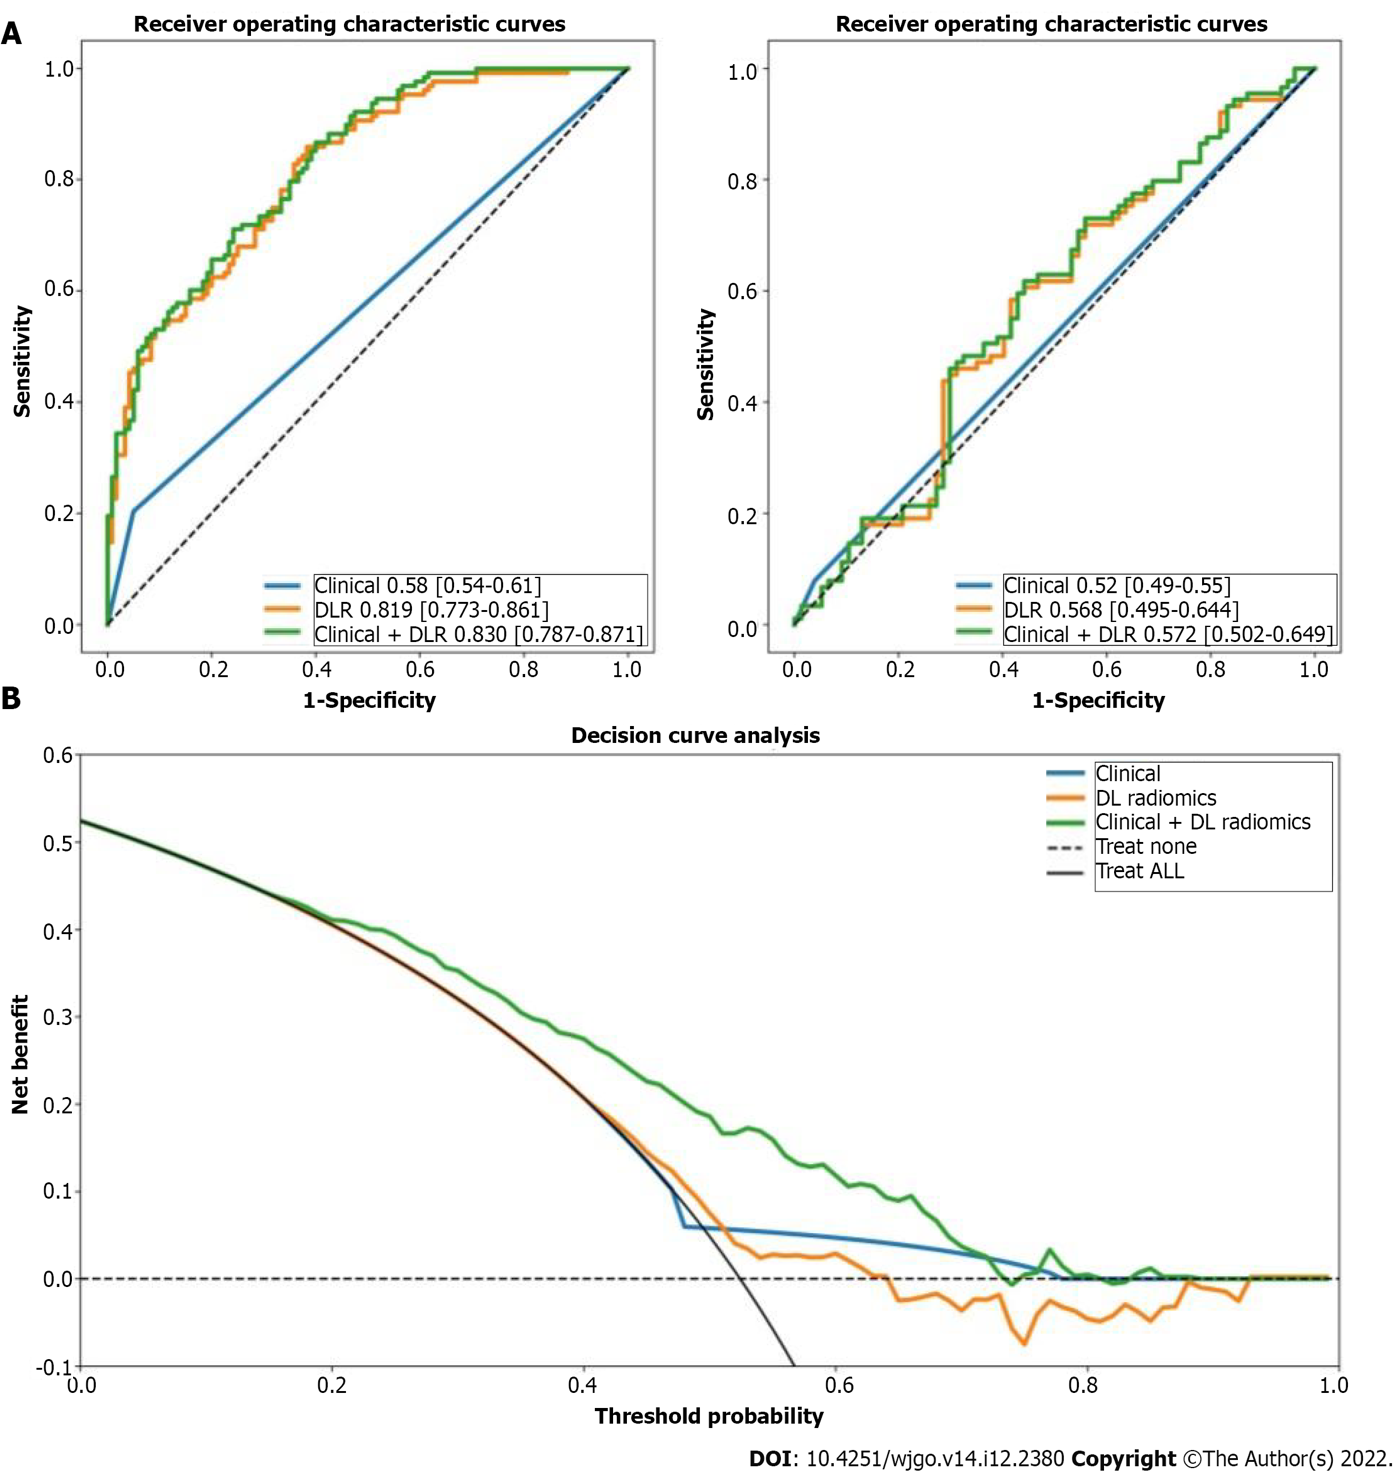 A
Receiver operating characteristic curves
1.0
0.8
0.6
0.4
0.2
0.0
Sensitivity
Clinical 0.58 [0.54-0.61]
DLR 0.819 [0.773-0.861]
Clinical + DLR 0.830 [0.787-0.871]
0.0 0.2 0.4 0.6 0.8 1.0
1-Specificity
Receiver operating characteristic curves
1.0
0.8
0.6
0.4
0.2
0.0
Sensitivity
Clinical 0.52 [0.49-0.55]
DLR 0.568 [0.495-0.644]
Clinical + DLR 0.572 [0.502-0.649]
0.0 0.2 0.4 0.6 0.8 1.0
1-Specificity
B
Decision curve analysis
0.6
0.5
0.4
0.3
0.2
0.1
0.0
-0.1
Net benefit
Clinical
DL radiomics
Clinical + DL radiomics
Treat none
Treat ALL
0.0 0.2 0.4 0.6 0.8 1.0
Threshold probability
DOI: 10.4251/wjgo.v14.i12.2380 Copyright ©The Author(s) 2022.